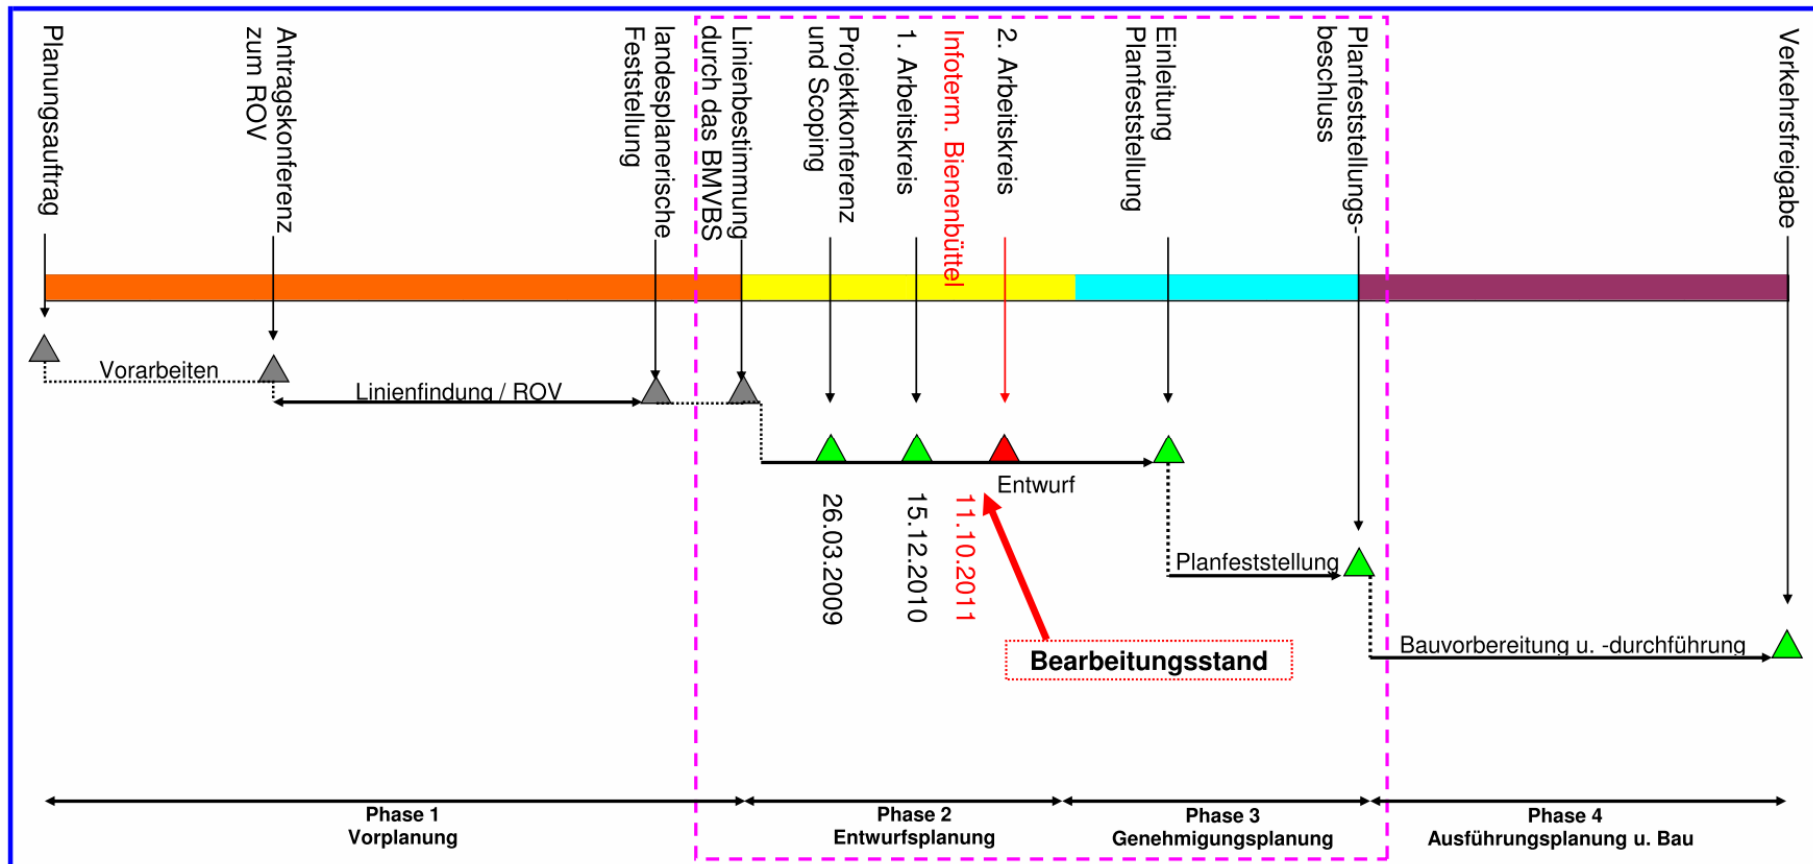 Planungsauftrag
Antragskonferenz
zum ROV
landesplanerische
Feststellung
Linienbestimmung
durch das BMVBS
Projektkonferenz
und Scoping
1. Arbeitskreis
Infoterm. Bienenbüttel
2. Arbeitskreis
Einleitung
Planfeststellung
Planfeststellungs-
beschluss
Verkehrsfreigabe
Vorarbeiten
Linienfindung / ROV
Entwurf
26.03.2009
15.12.2010
11.10.2011
Planfeststellung
Bearbeitungsstand
Bauvorbereitung u. -durchführung
Phase 1
Vorplanung
Phase 2
Entwurfsplanung
Phase 3
Genehmigungsplanung
Phase 4
Ausführungsplanung u. Bau